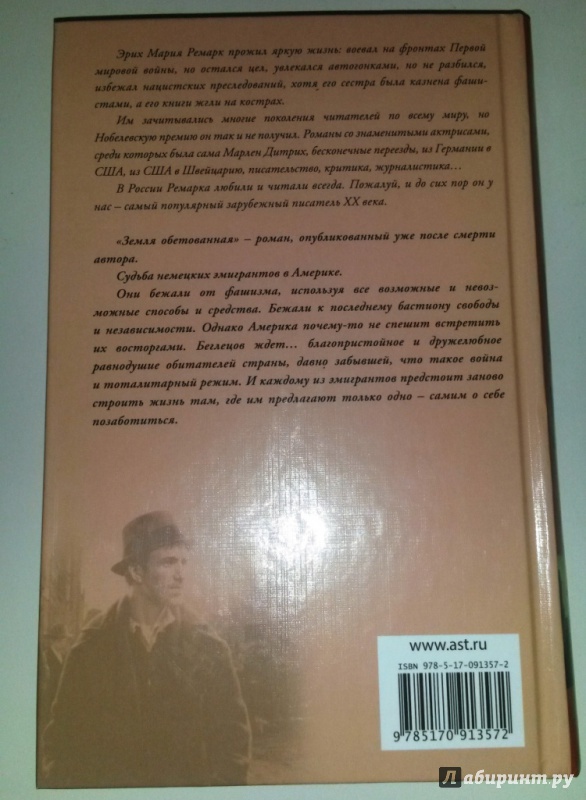 Эрих Мария Ремарк прожил яркую жизнь: воевал на фронтах Первой
мировой войны, но остался цел, увлекался автогонками, но не разбился,
избежал нацистских преследований, хотя его сестра была казнена фаши-
стами, а его книги жгли на кострах.
Им зачитывались многие поколения читателей по всему миру, но
Нобелевскую премию он так и не получил. Романы со знаменитыми актрисами,
среди которых была сама Марлен Дитрих, бесконечные переезды, из Германии в
США, из США в Швейцарию, писательство, критика, журналистика...
В России Ремарка любили и читали всегда. Пожалуй, и до сих пор он у
нас – самый популярный зарубежный писатель XX века.
«Земля обетованная» – роман, опубликованный уже после смерти
автора.
Судьба немецких эмигрантов в Америке.
Они бежали от фашизма, используя все возможные и невоз-
можные способы и средства. Бежали к последнему бастиону свободы
и независимости. Однако Америка почему-то не спешит встретить
их восторгами. Беглецов ждет... благопристойное и дружелюбное
равнодушие обитателей страны, давно забывшей, что такое война
и тоталитарный режим. И каждому из эмигрантов предстоит заново
строить жизнь там, где им предлагают только одно – самим о себе
позаботиться.
www.ast.ru
ISBN 978-5-17-091357-2
9 785170 913572
Лабиринт.ру